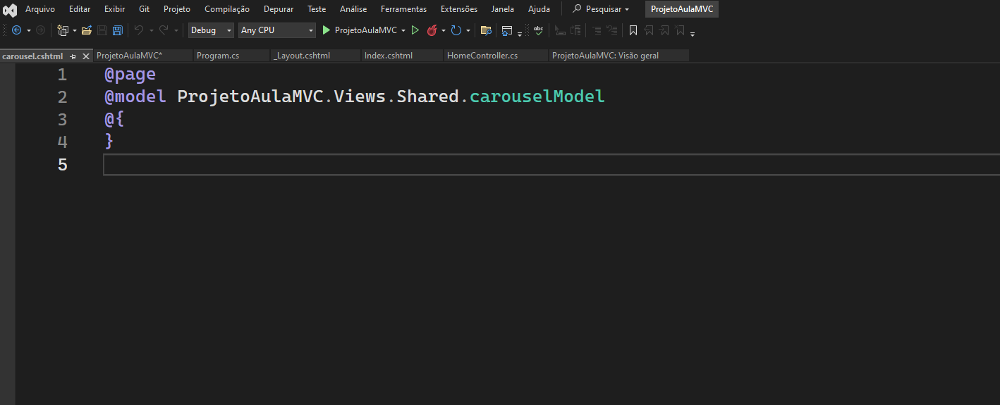 Arquivo Editar Exibir Git Projeto Compilação Depurar Teste Análise Ferramentas Extensões Janela Ajuda Pesquisar ProjetoAulaMVC
Debug Any CPU ProjetoAulaMVC abc
carousel.cshtml ProjetoAulaMVC* Program.cs _Layout.cshtml Index.cshtml HomeController.cs ProjetoAulaMVC: Visão geral
1 @page
2 @model ProjetoAulaMVC.Views.Shared.carouselModel
3 @{
4 }
5